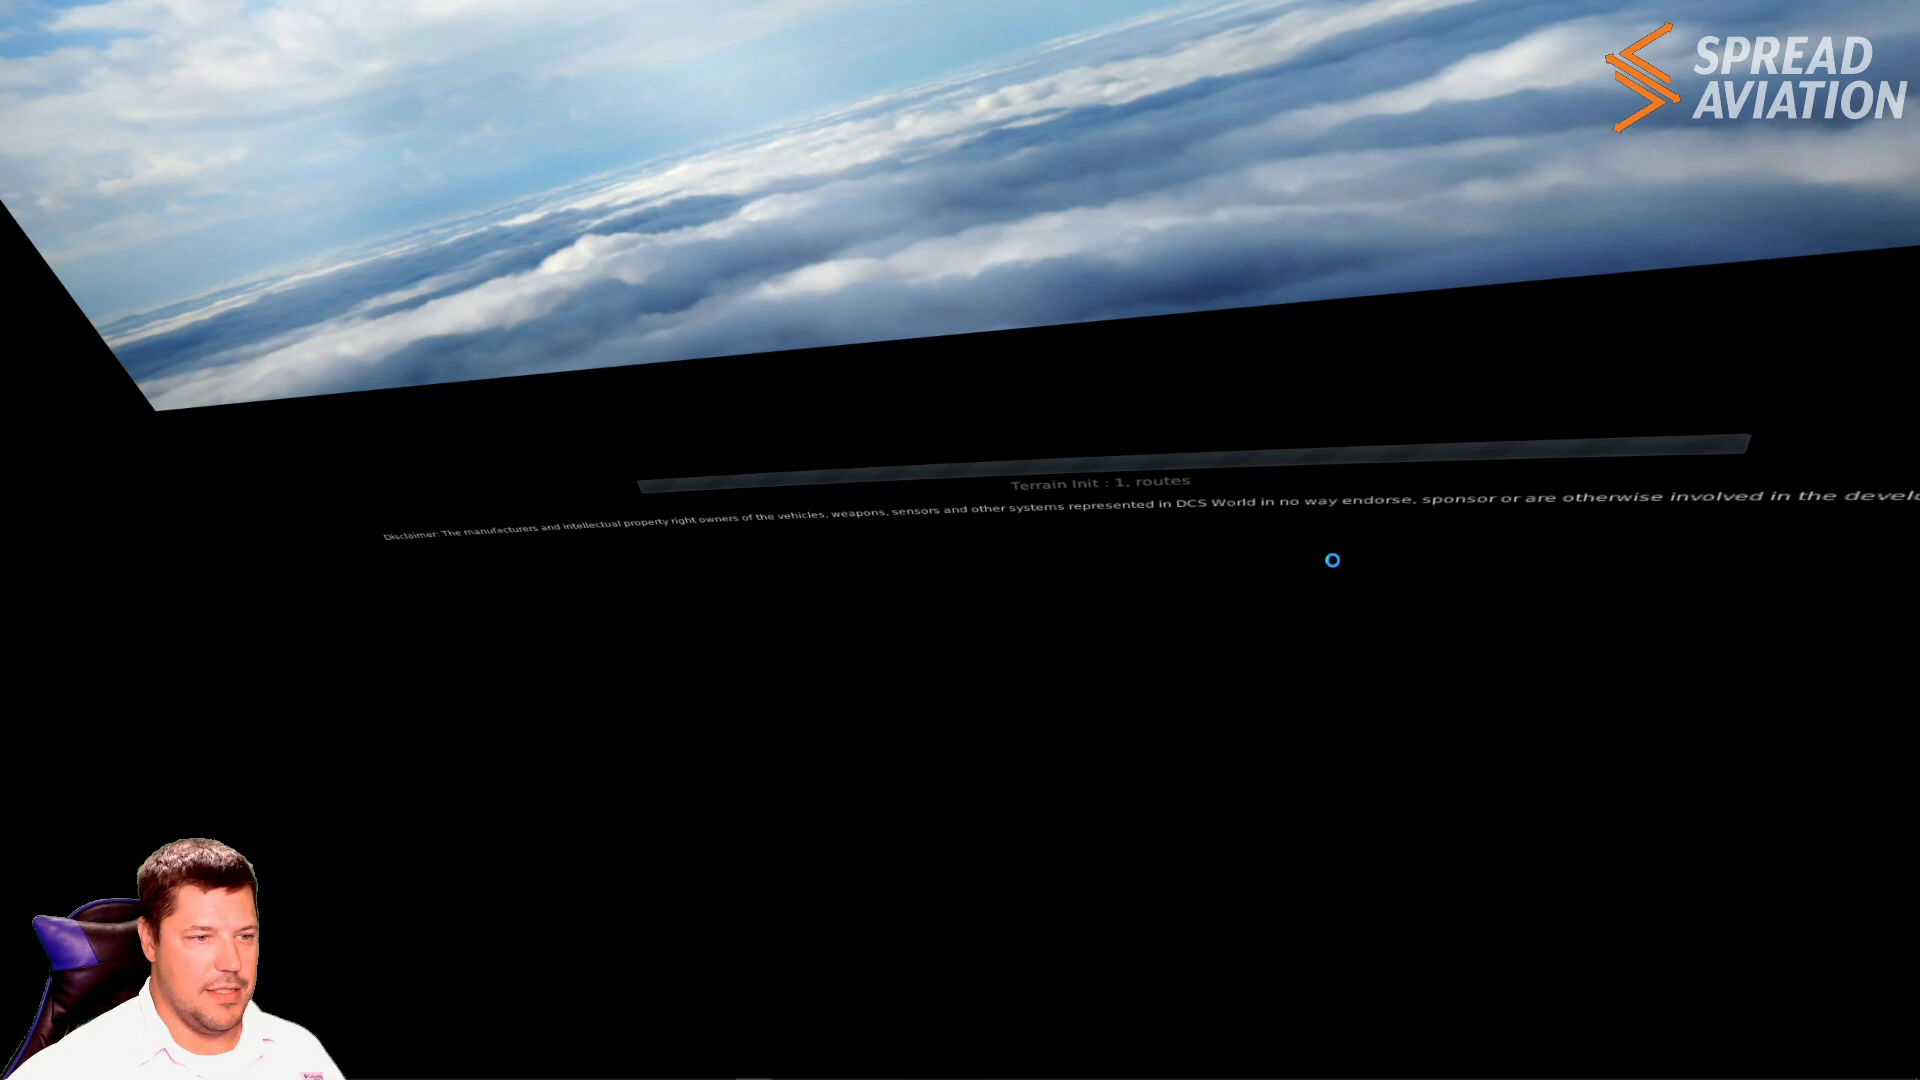 SPREAD
AVIATION
Terrain Init : 1, routes
Disclaimer: The manufacturers and intellectual property right owners of the vehicles, weapons, sensors and other systems represented in DCS World in no way endorse, sponsor or are otherwise involved in the develo